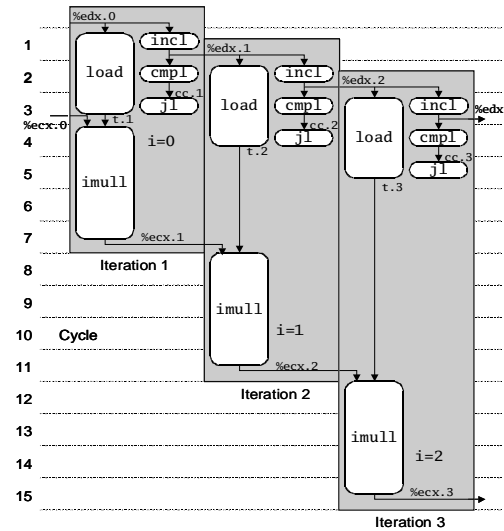 %edx.0
1
incl
%edx.1
load
2
cmpl
incl
%edx.2
cc.1
load
3
jl
cmpl
incl
%edx
%ecx.0
t.1
cc.2
load
4
i=0
jl
cmpl
t.2
cc.3
5
imull
jl
t.3
6
7
%ecx.1
8
Iteration 1
9
imull
10
Cycle
i=1
11
%ecx.2
12
Iteration 2
13
imull
14
i=2
15
%ecx.3
Iteration 3